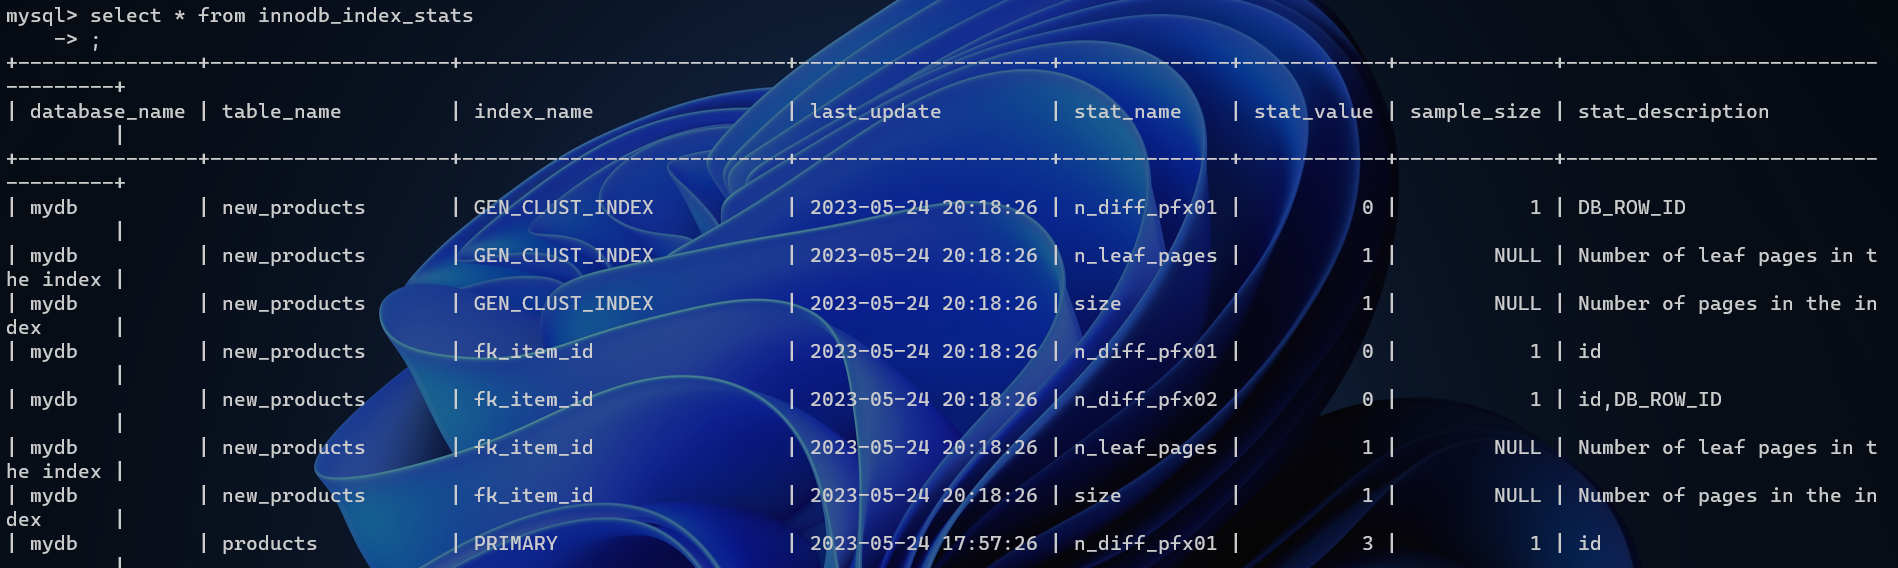 mysql> select * from innodb_index_stats
    -> ;
+---------------+--------------------+---------------------------+---------------------+--------------+------------+-------------+--------------------------
---------+
| database_name | table_name         | index_name                | last_update         | stat_name    | stat_value | sample_size | stat_description
         |
+---------------+--------------------+---------------------------+---------------------+--------------+------------+-------------+--------------------------
---------+
| mydb          | new_products       | GEN_CLUST_INDEX           | 2023-05-24 20:18:26 | n_diff_pfx01 |          0 |           1 | DB_ROW_ID
         |
| mydb          | new_products       | GEN_CLUST_INDEX           | 2023-05-24 20:18:26 | n_leaf_pages |          1 |        NULL | Number of leaf pages in t
he index |
| mydb          | new_products       | GEN_CLUST_INDEX           | 2023-05-24 20:18:26 | size         |          1 |        NULL | Number of pages in the in
dex      |
| mydb          | new_products       | fk_item_id                | 2023-05-24 20:18:26 | n_diff_pfx01 |          0 |           1 | id
         |
| mydb          | new_products       | fk_item_id                | 2023-05-24 20:18:26 | n_diff_pfx02 |          0 |           1 | id,DB_ROW_ID
         |
| mydb          | new_products       | fk_item_id                | 2023-05-24 20:18:26 | n_leaf_pages |          1 |        NULL | Number of leaf pages in t
he index |
| mydb          | new_products       | fk_item_id                | 2023-05-24 20:18:26 | size         |          1 |        NULL | Number of pages in the in
dex      |
| mydb          | products           | PRIMARY                   | 2023-05-24 17:57:26 | n_diff_pfx01 |          3 |           1 | id
         |